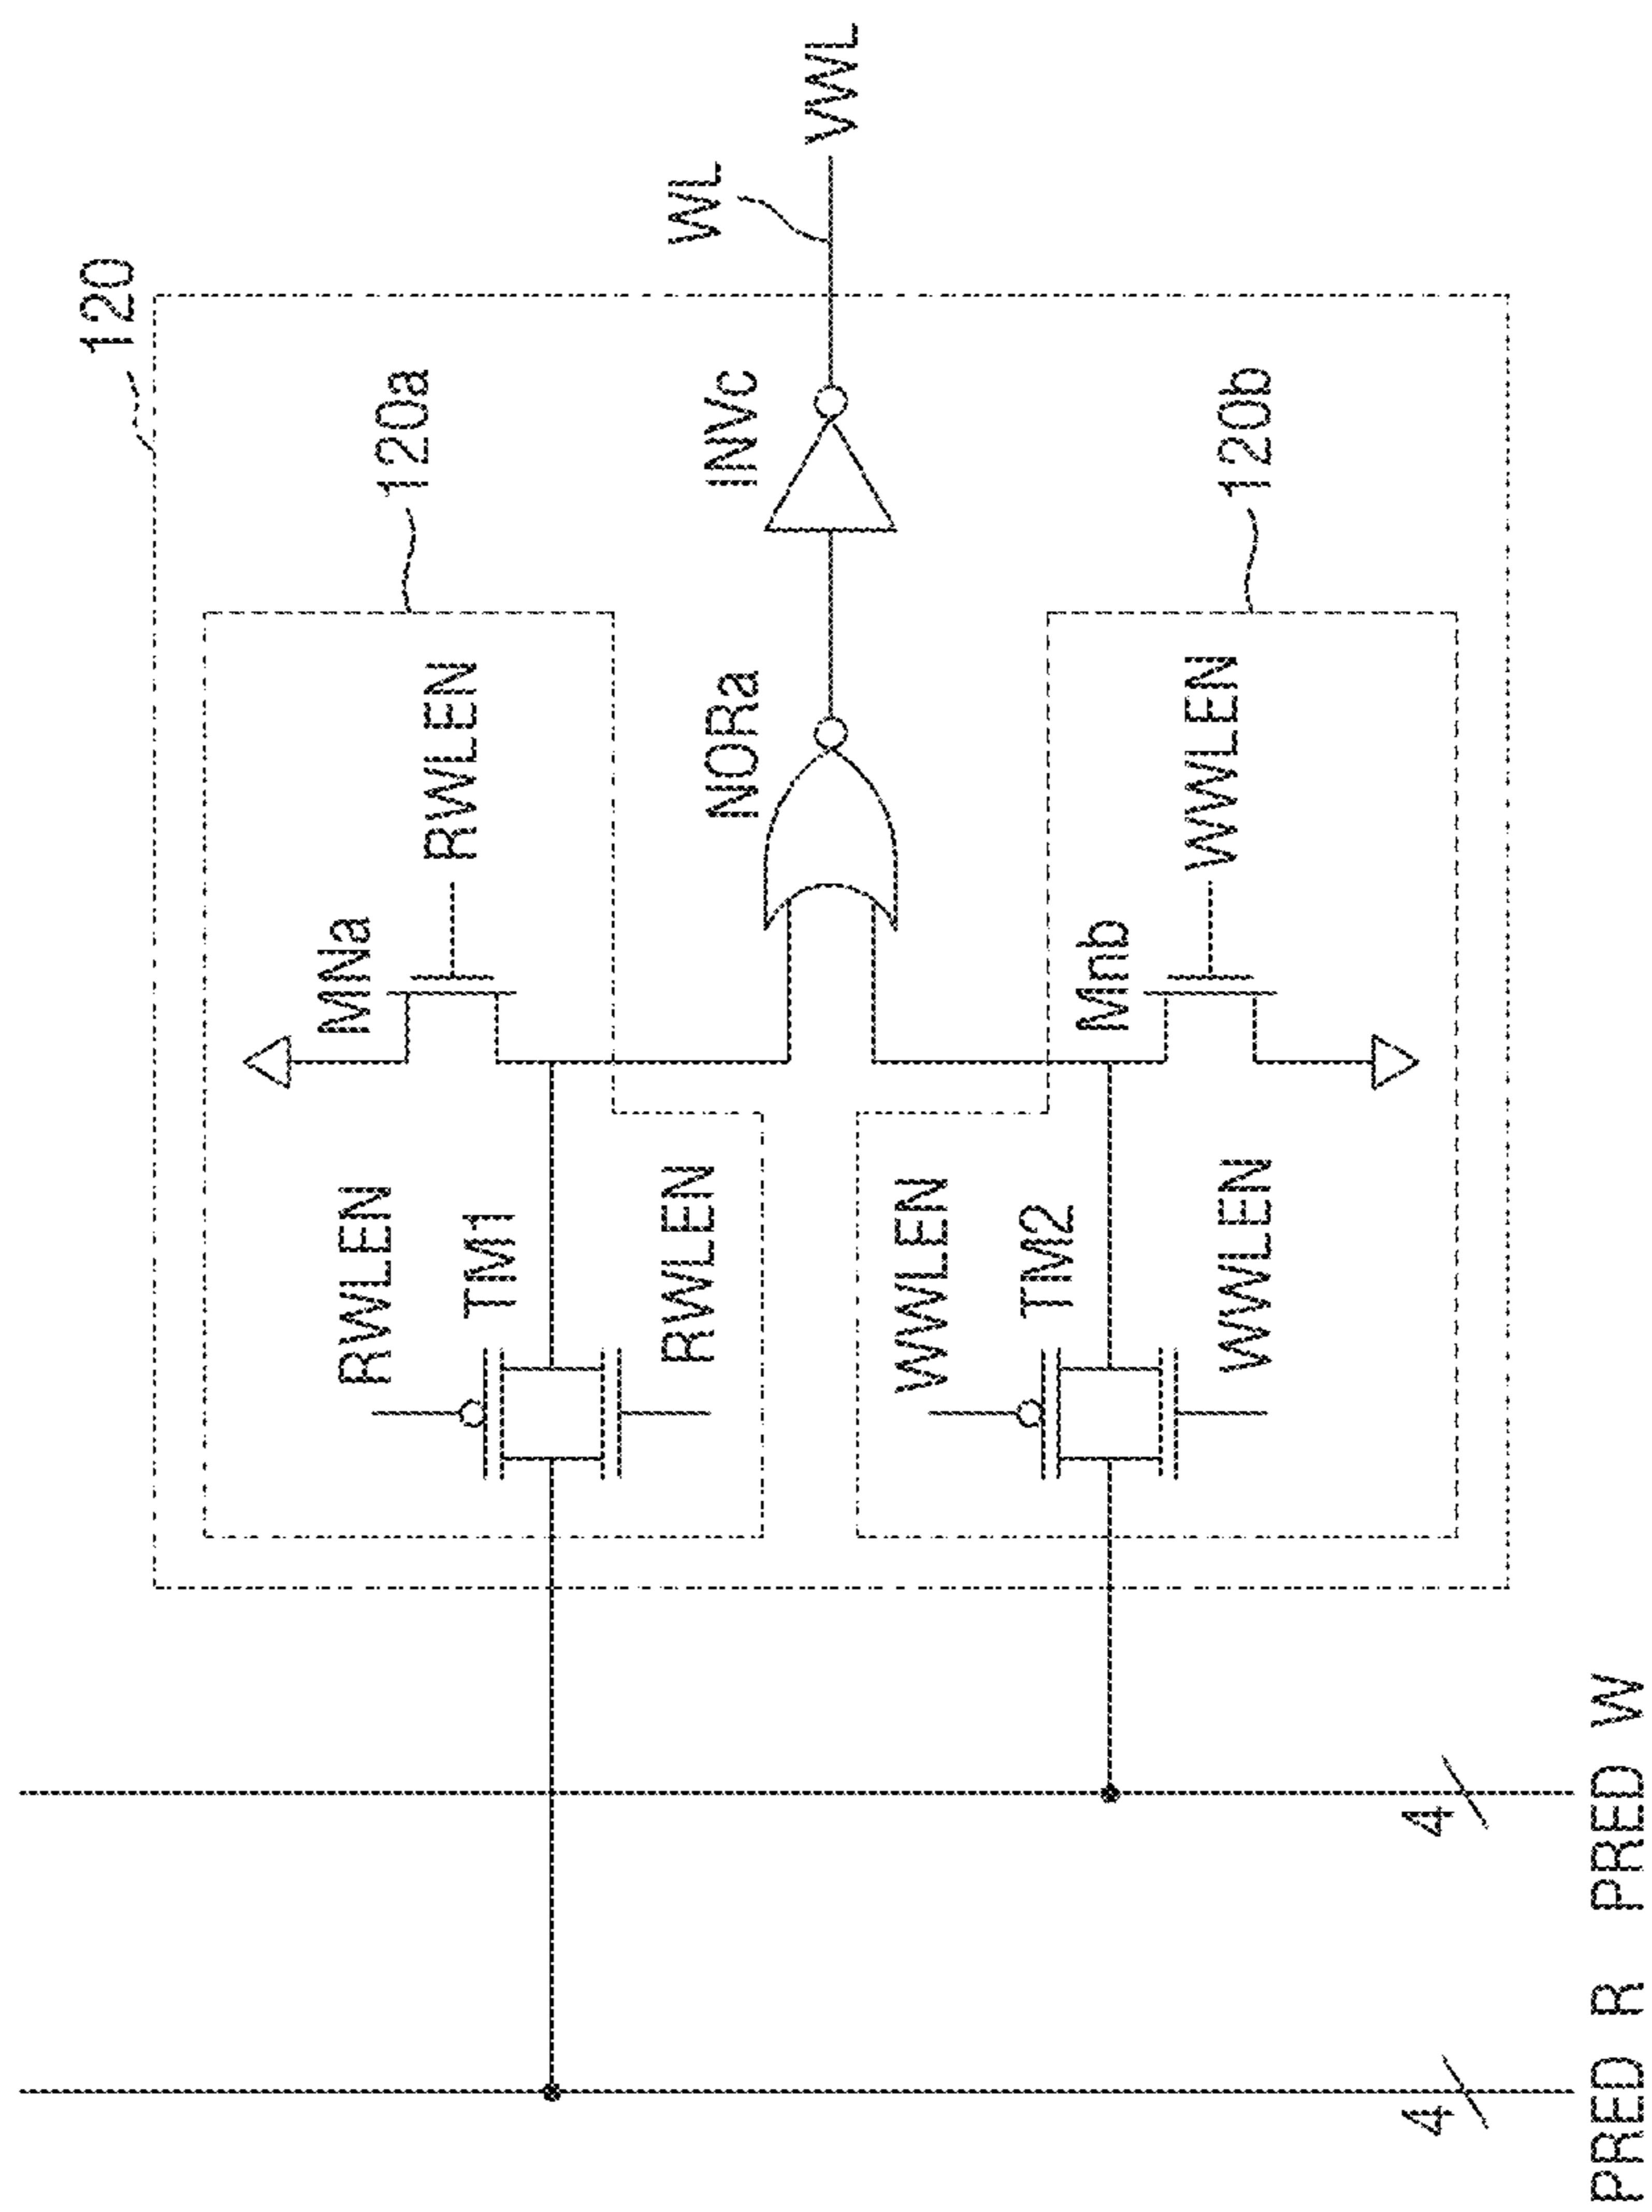 120
RWLEN
MNa
120a
RWLEN
TM1
RWLEN
WL
NORa
INVc
VWL
WWLEN
TM2
Mnb
WWLEN
WWLEN
120b
4
4
PRED R
PRED W